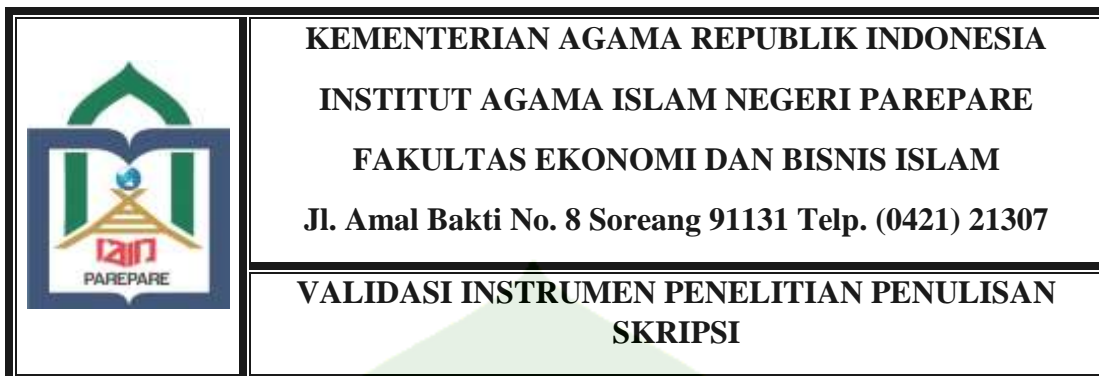 KEMENTERIAN AGAMA REPUBLIK INDONESIA
INSTITUT AGAMA ISLAM NEGERI PAREPARE
FAKULTAS EKONOMI DAN BISNIS ISLAM
Jl. Amal Bakti No. 8 Soreang 91131 Telp. (0421) 21307
iain
PAREPARE
VALIDASI INSTRUMEN PENELITIAN PENULISAN
SKRIPSI